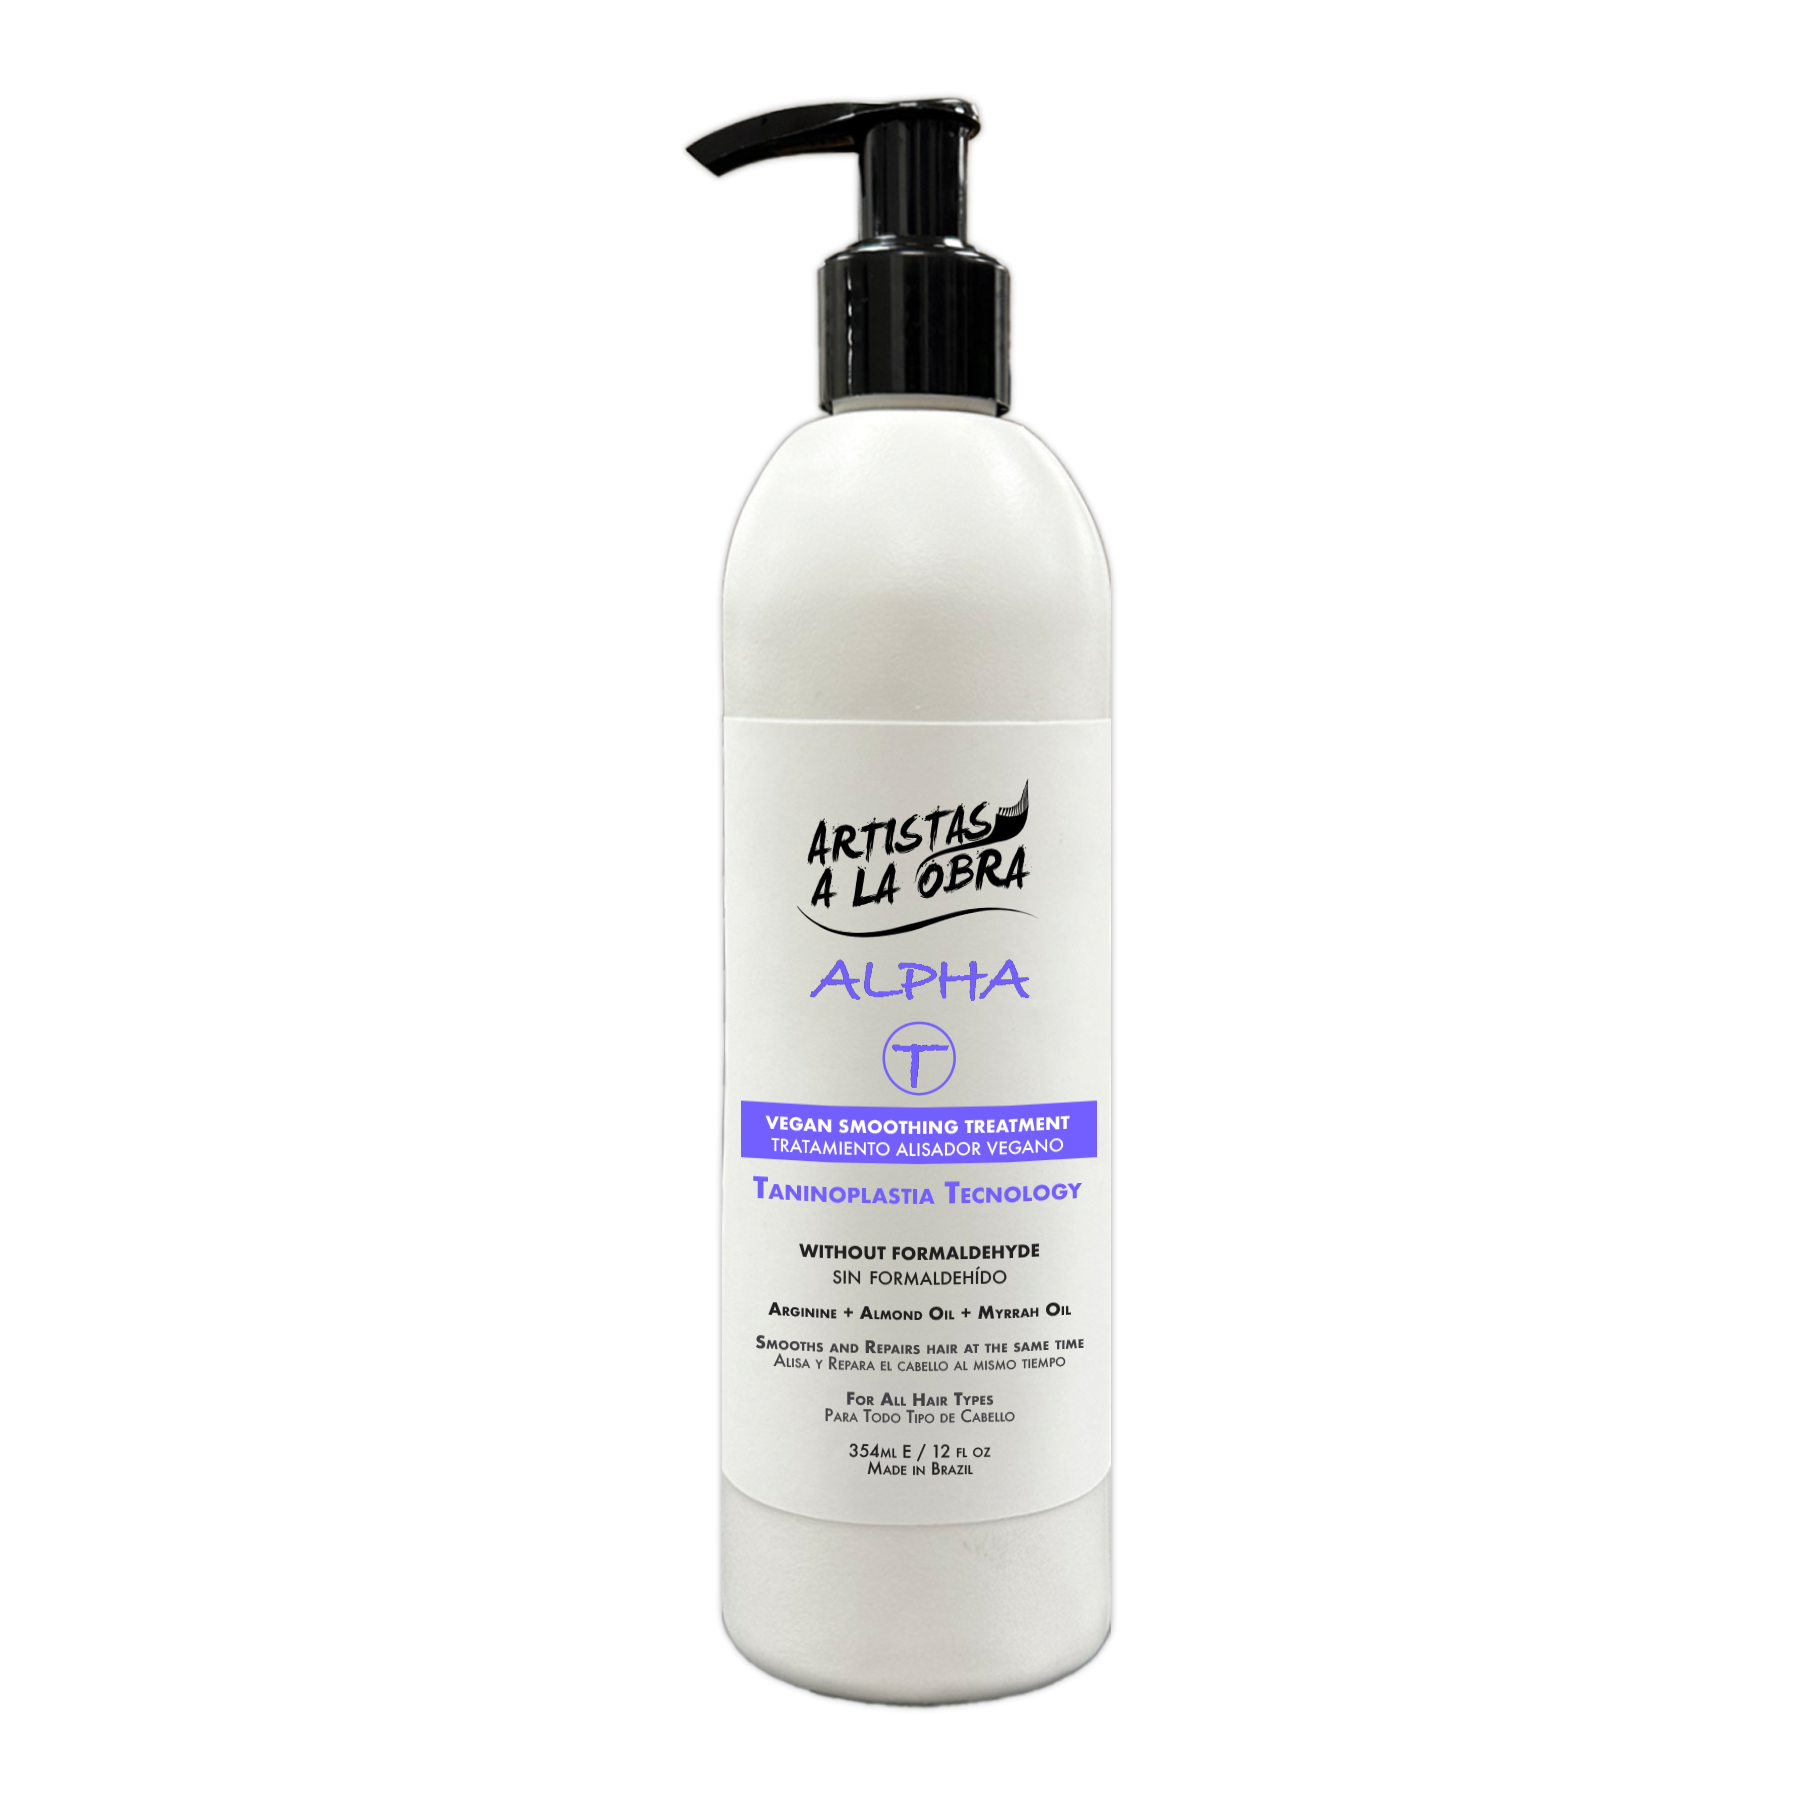 ARTISTAS
A LA OBRA
ALPHA
T
VEGAN SMOOTHING TREATMENT
TRATAMIENTO ALISADOR VEGANO
TANINOPLASTIA TECNOLOGY
WITHOUT FORMALDEHYDE
SIN FORMALDEHÍDO
ARGININE + ALMOND OIL + MYRRAH OIL
SMOOTHS AND REPAIRS HAIR AT THE SAME TIME
ALISA Y REPARA EL CABELLO AL MISMO TIEMPO
FOR ALL HAIR TYPES
PARA TODO TIPO DE CABELLO
354ML E / 12 FL OZ
MADE IN BRAZIL